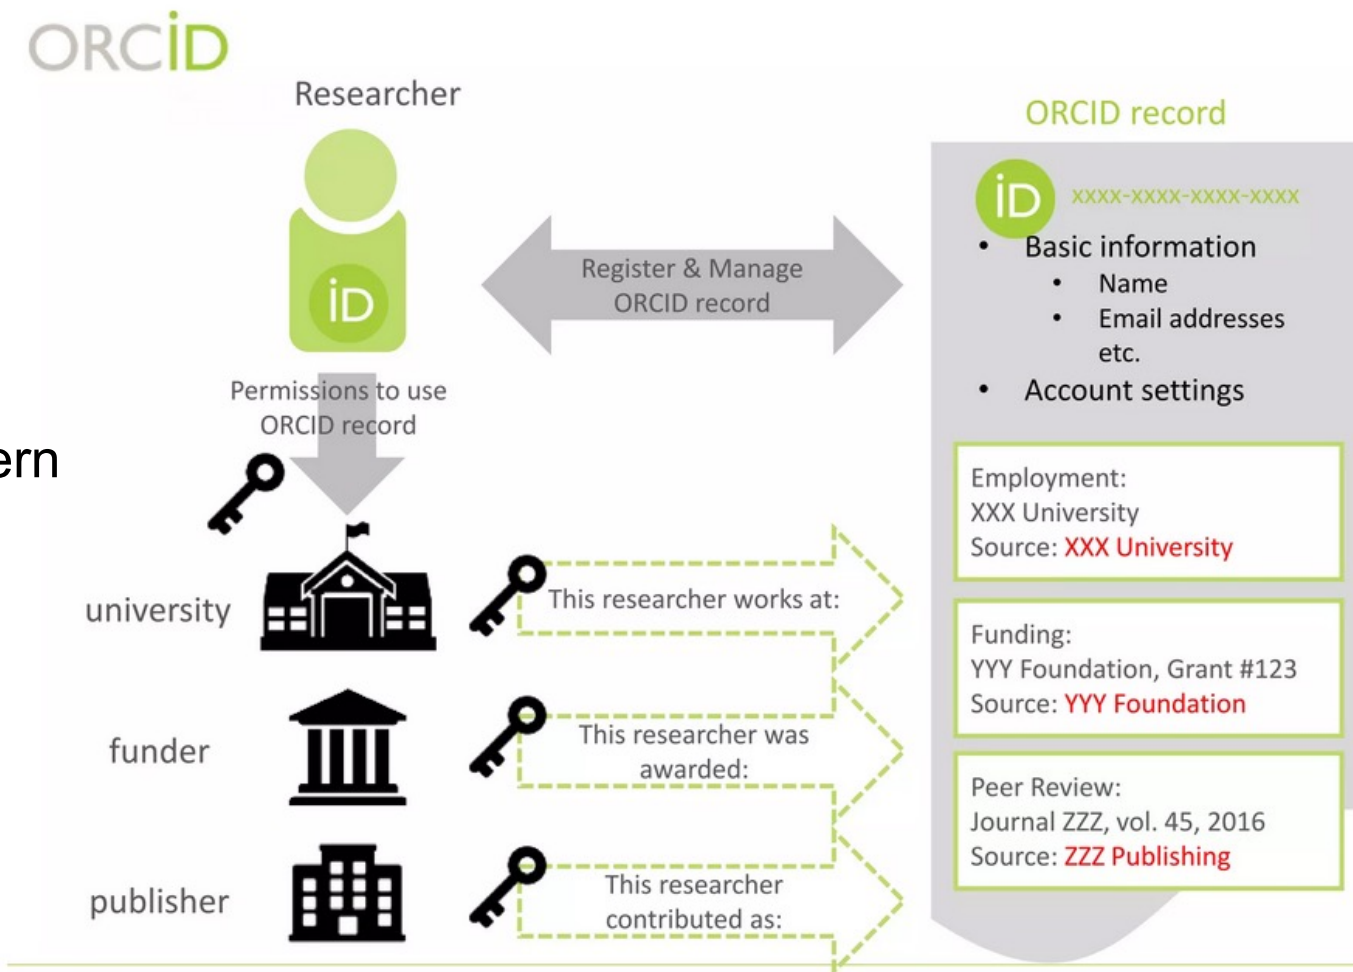 ORCiD
Researcher
iD
Register & Manage
ORCID record
Permissions to use
ORCID record
ern
university
This researcher works at:
funder
This researcher was
awarded:
publisher
This researcher
contributed as:
ORCID record
iD xxxx-xxxx-xxxx-xxxx
• Basic information
• Name
• Email addresses
etc.
• Account settings
Employment:
XXX University
Source: XXX University
Funding:
YYY Foundation, Grant #123
Source: YYY Foundation
Peer Review:
Journal ZZZ, vol. 45, 2016
Source: ZZZ Publishing